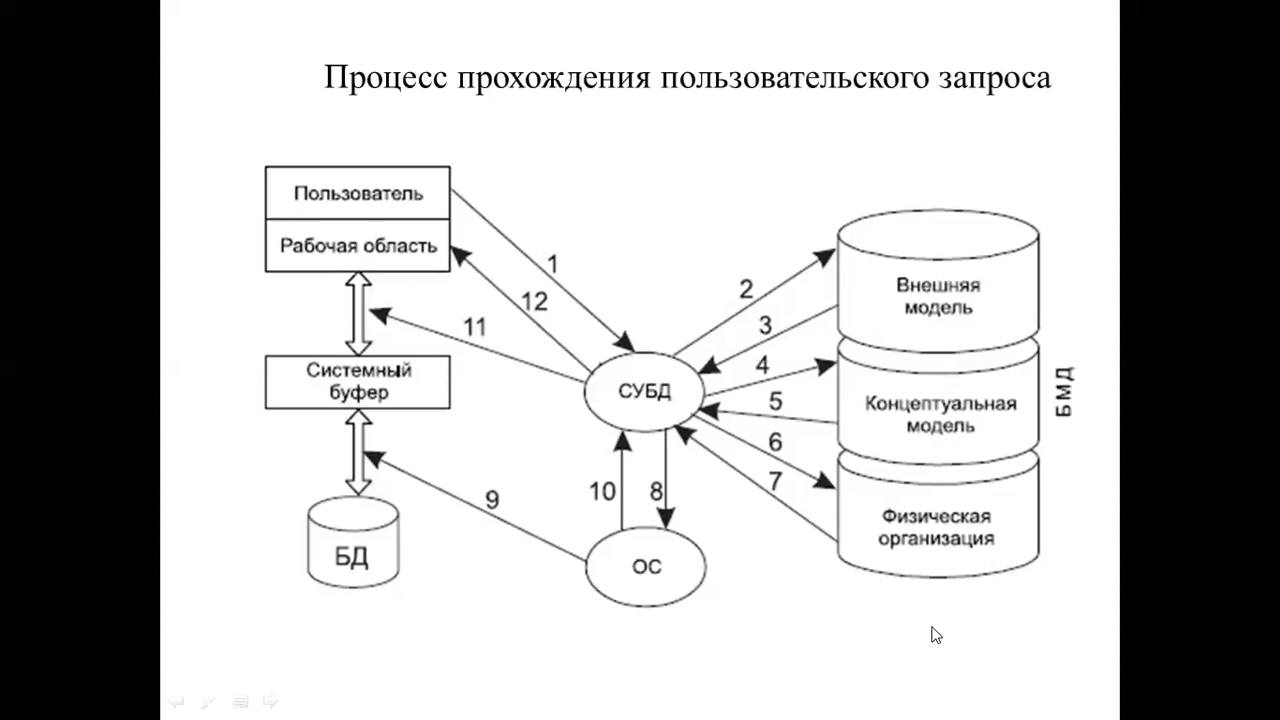 Процесс прохождения пользовательского запроса
Пользователь
Рабочая область
1
12
11
2
3
4
5
6
7
Внешняя
модель
Системный
буфер
СУБД
Концептуальная
модель
БМД
9
10
8
Физическая
организация
БД
ОС